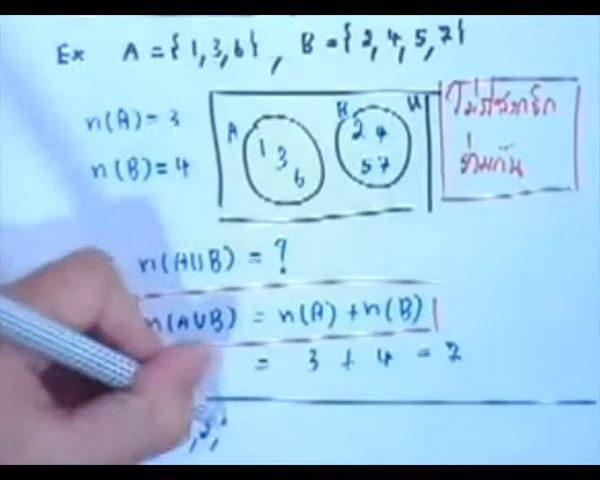 Ex A = {1,3,6} , B = {2,4,5,7}
n(A) = 3
n(B) = 4
A
1 3 6
B
2 4
5 7
U
ไม่มีสมาชิก
ร่วมกัน
n(A∪B) = ?
n(A∪B) = n(A) + n(B)
= 3 + 4 = 7